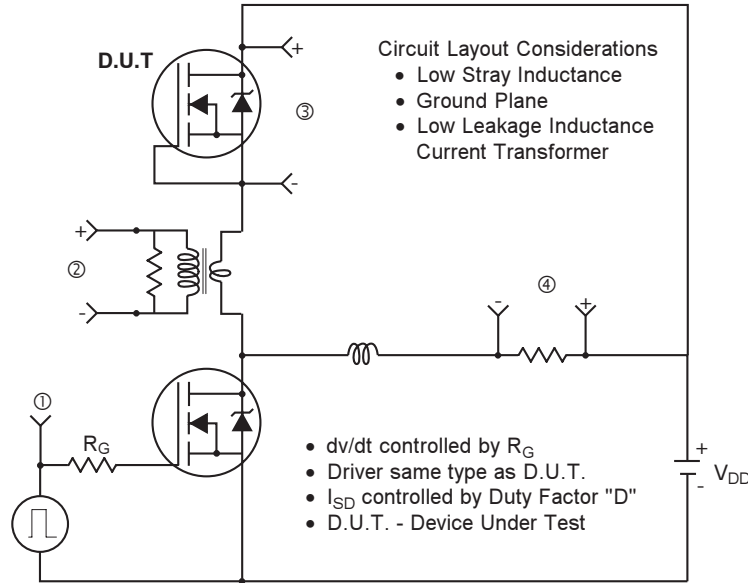 D.U.T
+
③
-
Circuit Layout Considerations
• Low Stray Inductance
• Ground Plane
• Low Leakage Inductance
Current Transformer
+
②
-
④
-
+
①
R_G
• dv/dt controlled by R_G
• Driver same type as D.U.T.
• I_SD controlled by Duty Factor "D"
• D.U.T. - Device Under Test
+
V_DD
-